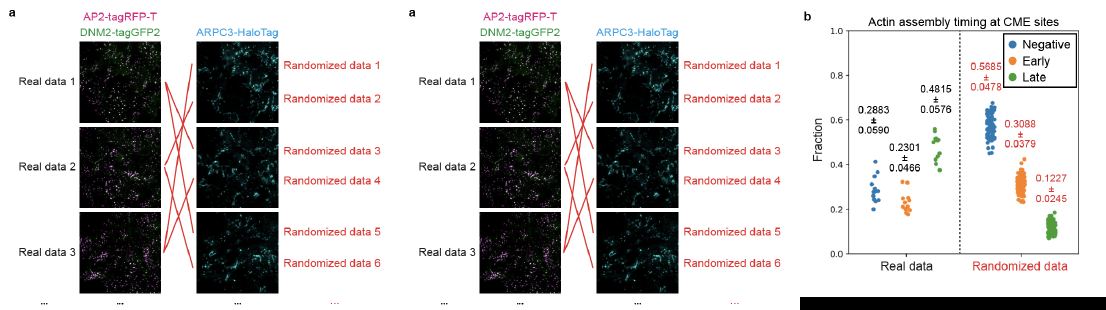 a
AP2-tagRFP-T
DNM2-tagGFP2
ARPC3-HaloTag
Real data 1
Real data 2
Real data 3
Randomized data 1
Randomized data 2
Randomized data 3
Randomized data 4
Randomized data 5
Randomized data 6
...
...
...
...
a
AP2-tagRFP-T
DNM2-tagGFP2
ARPC3-HaloTag
Real data 1
Real data 2
Real data 3
Randomized data 1
Randomized data 2
Randomized data 3
Randomized data 4
Randomized data 5
Randomized data 6
...
...
...
...
b
Actin assembly timing at CME sites
Negative
Early
Late
Fraction
1.0
0.8
0.6
0.4
0.2
0.0
0.2883
±
0.0590
0.2301
±
0.0466
0.4815
±
0.0576
0.5685
±
0.0478
0.3088
±
0.0379
0.1227
±
0.0245
Real data
Randomized data